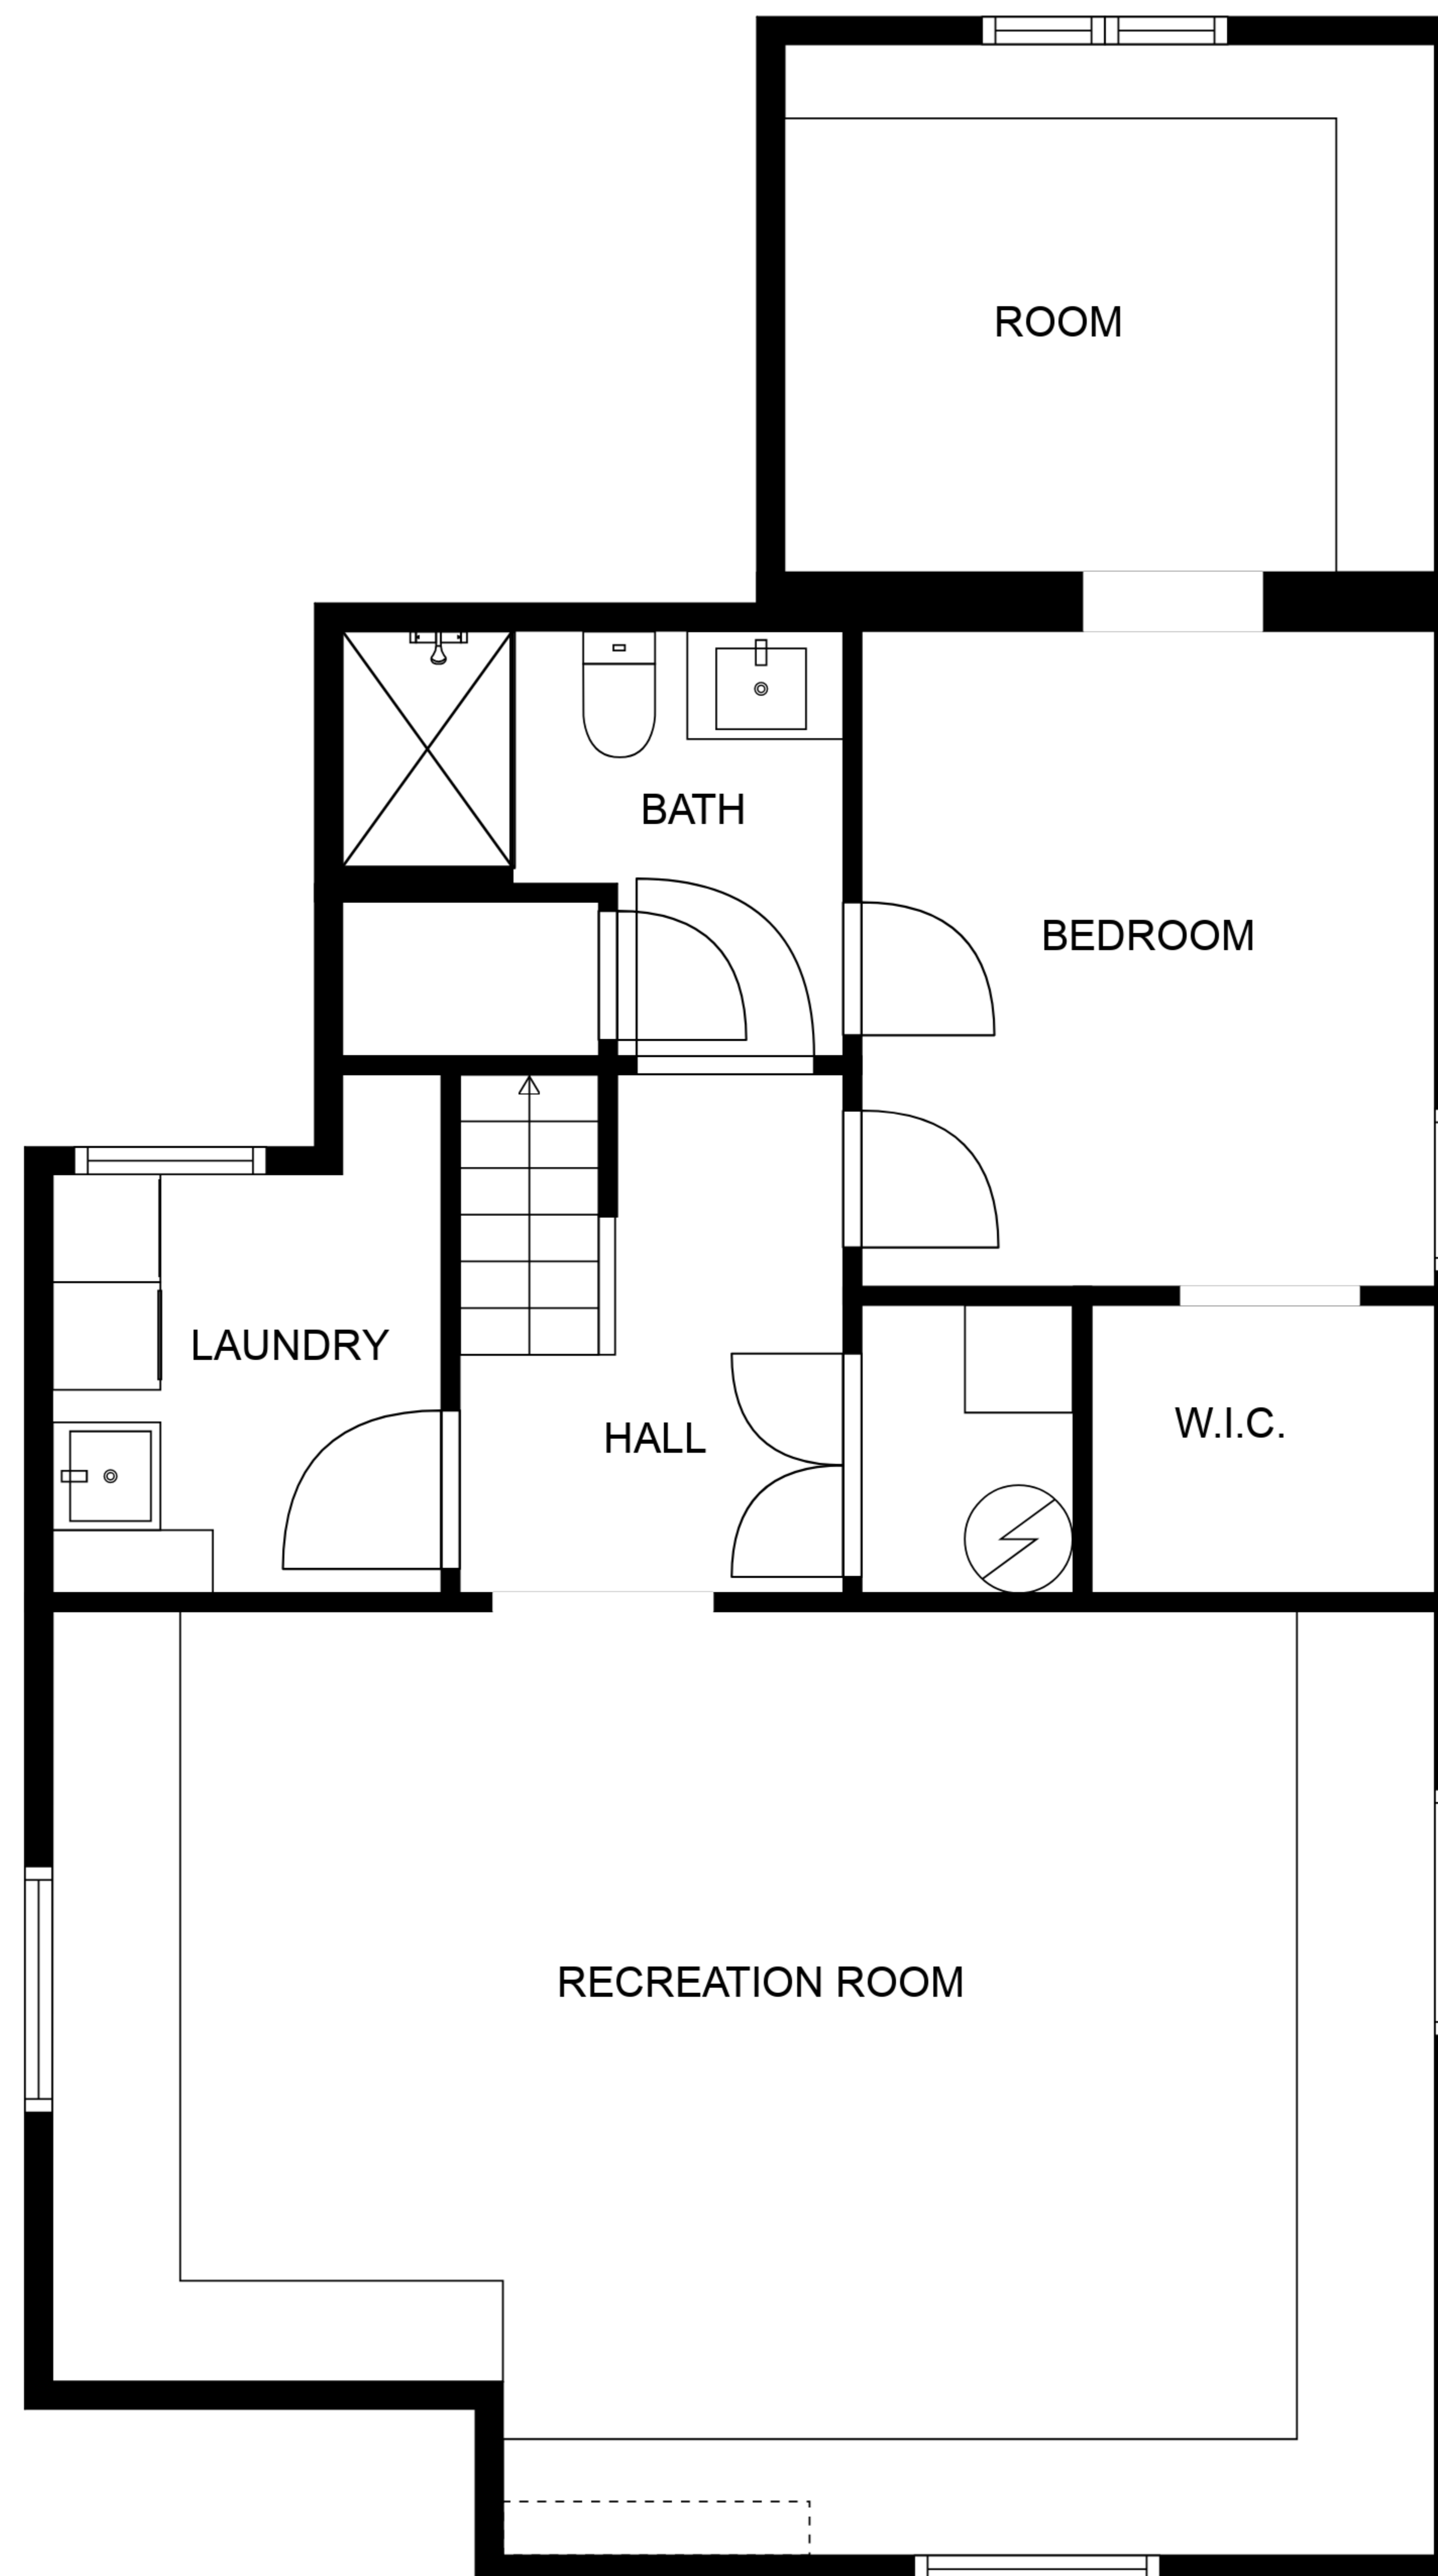 ROOM
BATH
BEDROOM
LAUNDRY
HALL
W.I.C.
RECREATION ROOM